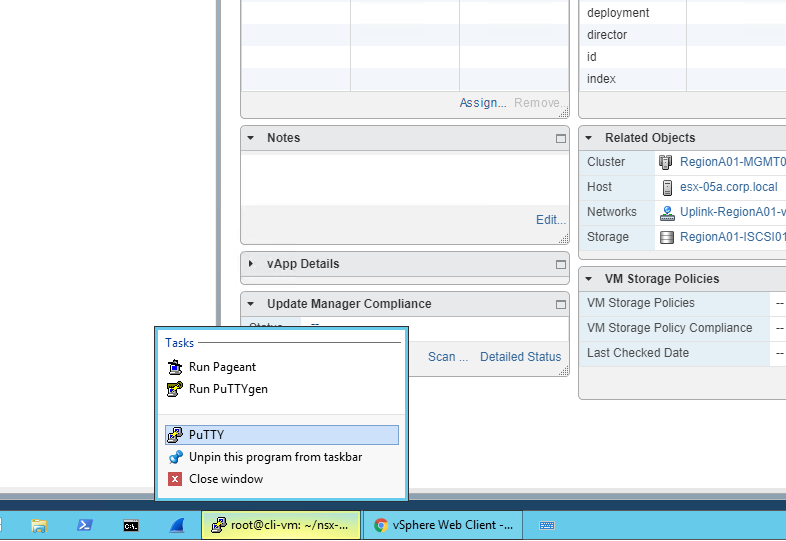 deployment
director
id
index
Assign... Remove...
Notes
Edit...
vApp Details
Update Manager Compliance
Status --
Scan ... Detailed Status
Related Objects
Cluster RegionA01-MGMT0
Host esx-05a.corp.local
Networks Uplink-RegionA01-v
Storage RegionA01-ISCSI01
VM Storage Policies
VM Storage Policies --
VM Storage Policy Compliance --
Last Checked Date --
Tasks
Run Pageant
Run PuTTYgen
PuTTY
Unpin this program from taskbar
Close window
C:\
root@cli-vm: ~/nsx-...
vSphere Web Client -...